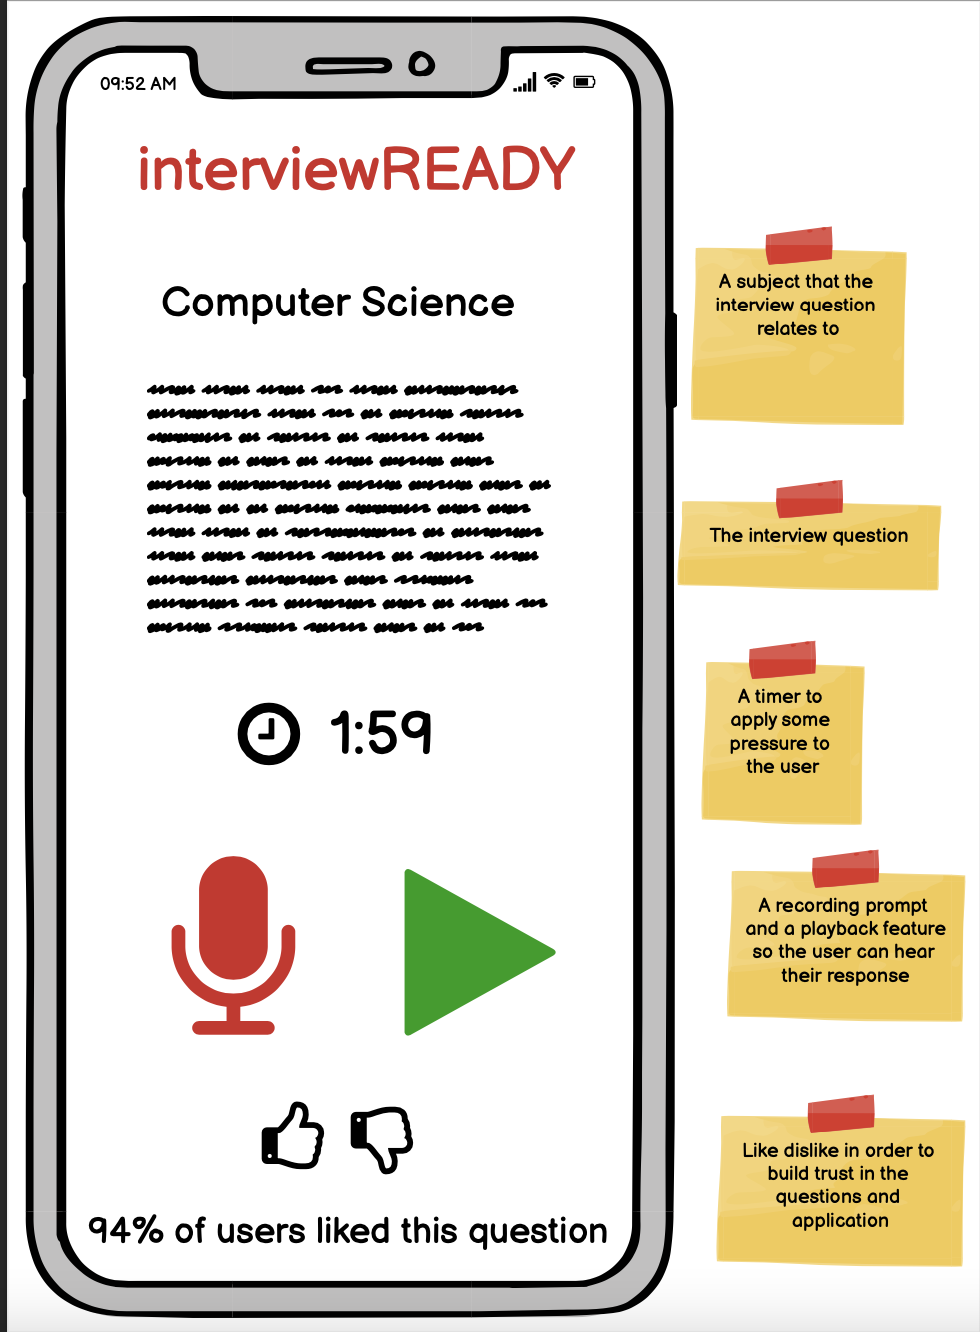 09:52 AM
interviewREADY
Computer Science
1:59
94% of users liked this question
A subject that the
interview question
relates to
The interview question
A timer to
apply some
pressure to
the user
A recording prompt
and a playback feature
so the user can hear
their response
Like dislike in order to
build trust in the
questions and
application